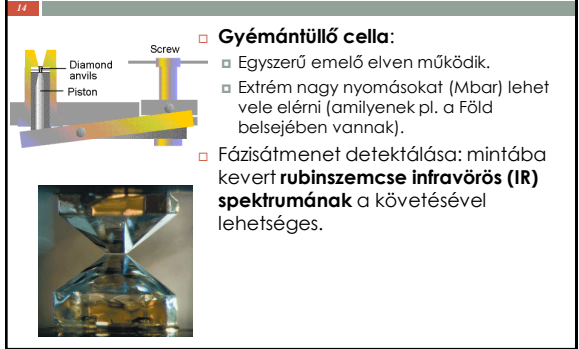 14
Screw
Diamond
anvils
Piston
Gyémántüllő cella:
Egyszerű emelő elven működik.
Extrém nagy nyomásokat (Mbar) lehet
vele elérni (amilyenek pl. a Föld
belsejében vannak).
Fázisátmenet detektálása: mintába
kevert rubinszemcse infravörös (IR)
spektrumának a követésével
lehetséges.